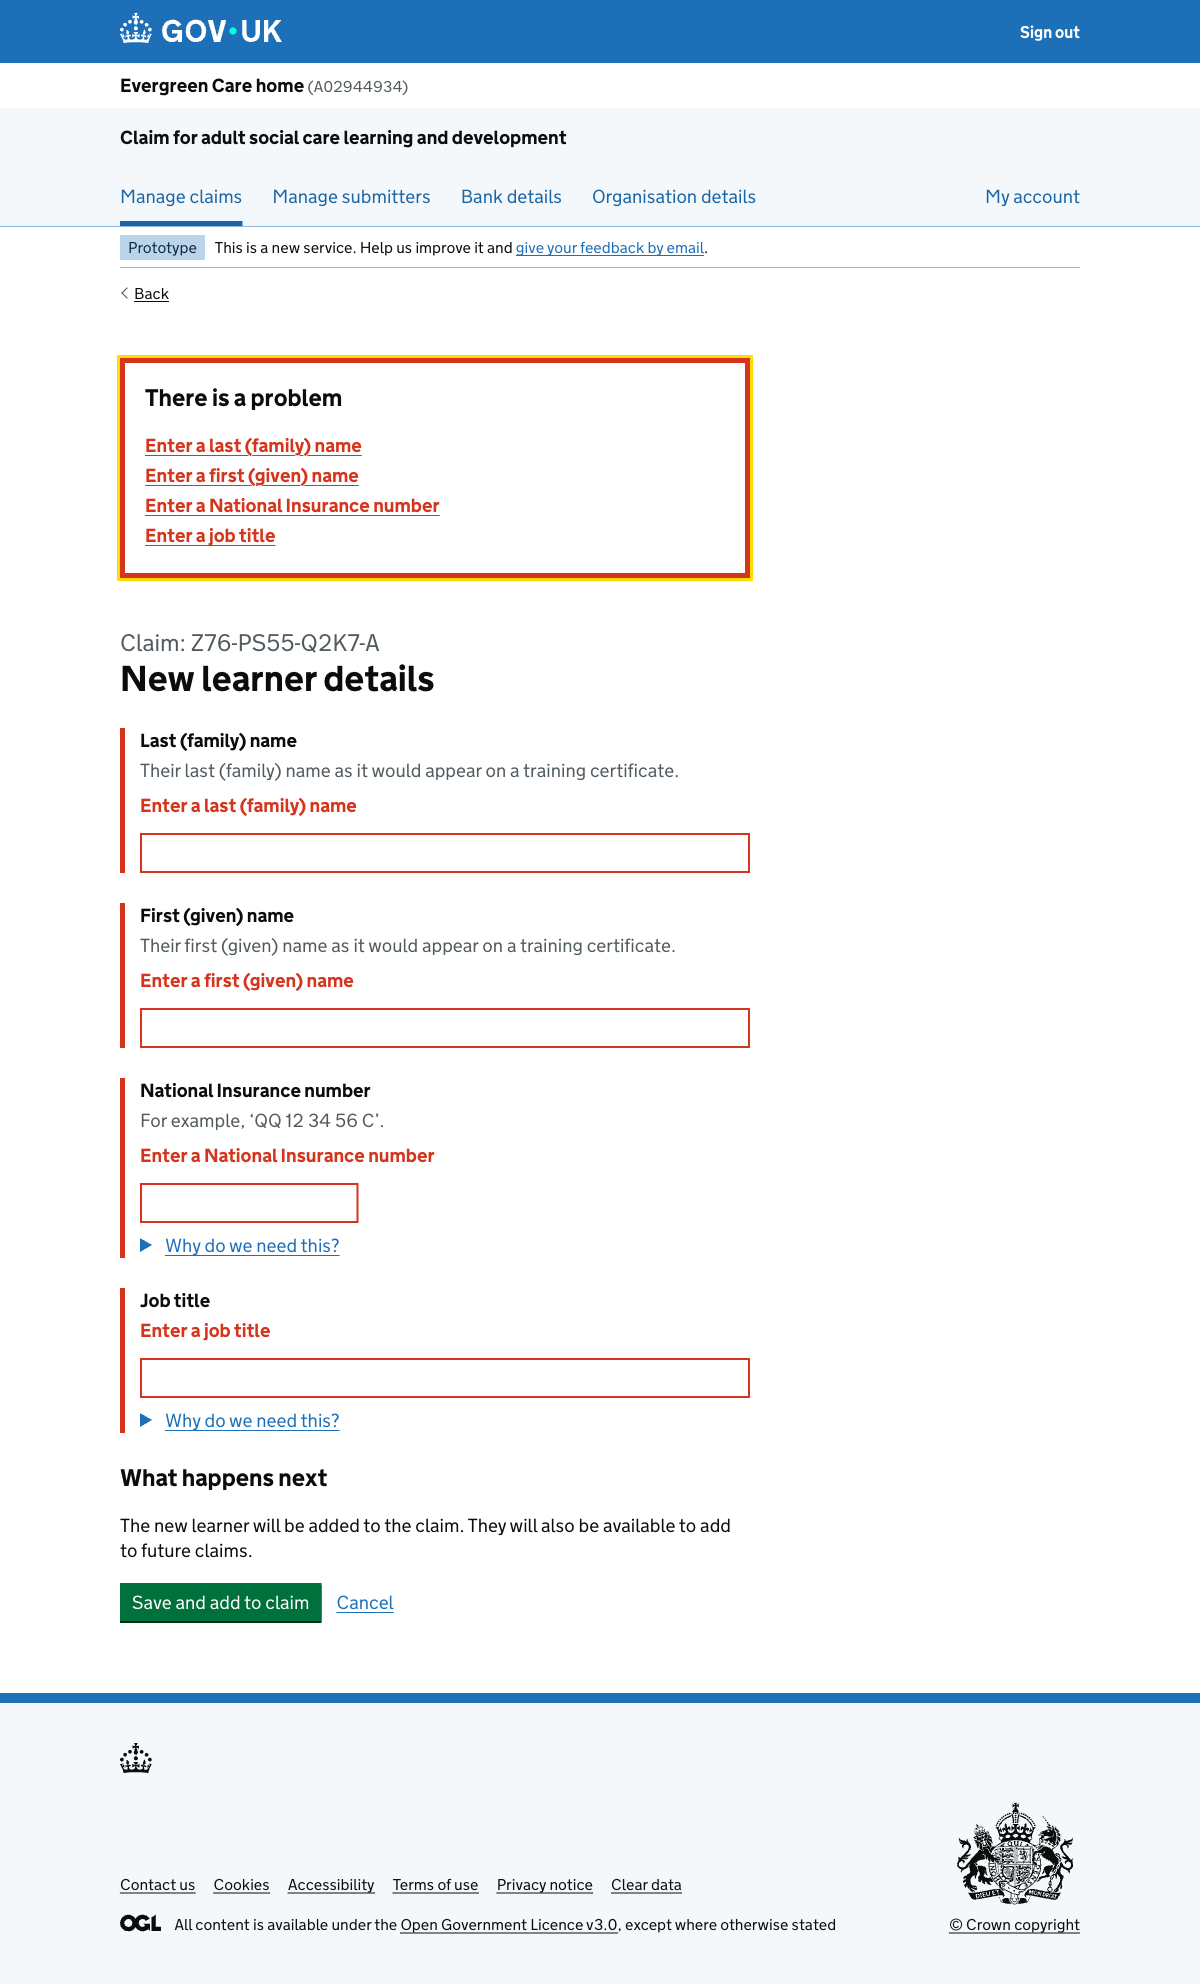 GOV•UK
Sign out
Evergreen Care home (A02944934)
Claim for adult social care learning and development
Manage claims Manage submitters Bank details Organisation details My account
Prototype This is a new service. Help us improve it and give your feedback by email.
Back
There is a problem
Enter a last (family) name
Enter a first (given) name
Enter a National Insurance number
Enter a job title
Claim: Z76-PS55-Q2K7-A
New learner details
Last (family) name
Their last (family) name as it would appear on a training certificate.
Enter a last (family) name
First (given) name
Their first (given) name as it would appear on a training certificate.
Enter a first (given) name
National Insurance number
For example, ‘QQ 12 34 56 C’.
Enter a National Insurance number
Why do we need this?
Job title
Enter a job title
Why do we need this?
What happens next
The new learner will be added to the claim. They will also be available to add
to future claims.
Save and add to claim Cancel
Contact us Cookies Accessibility Terms of use Privacy notice Clear data
OGL All content is available under the Open Government Licence v3.0, except where otherwise stated
© Crown copyright